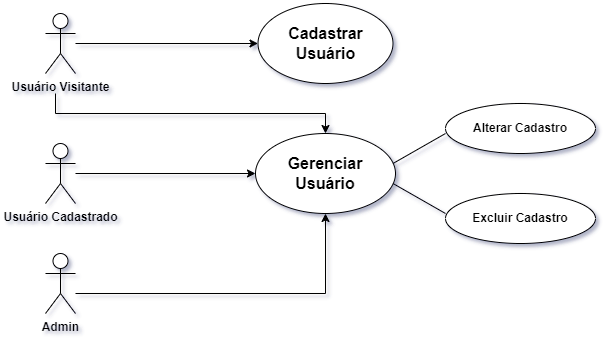 Cadastrar
Usuário
Usuário Visitante
Alterar Cadastro
Gerenciar
Usuário
Usuário Cadastrado
Excluir Cadastro
Admin